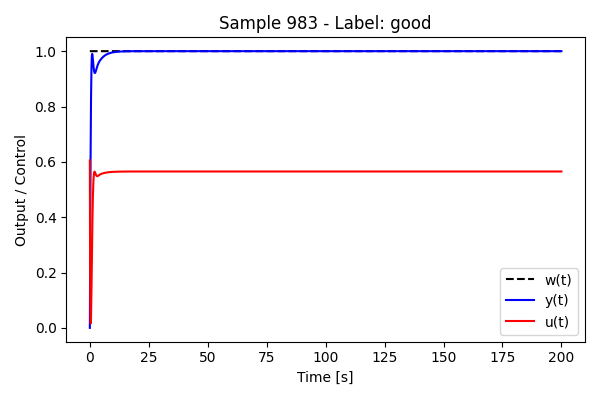 Sample 983 - Label: good
Output / Control
1.0
0.8
0.6
0.4
0.2
0.0
w(t)
y(t)
u(t)
0 25 50 75 100 125 150 175 200
Time [s]